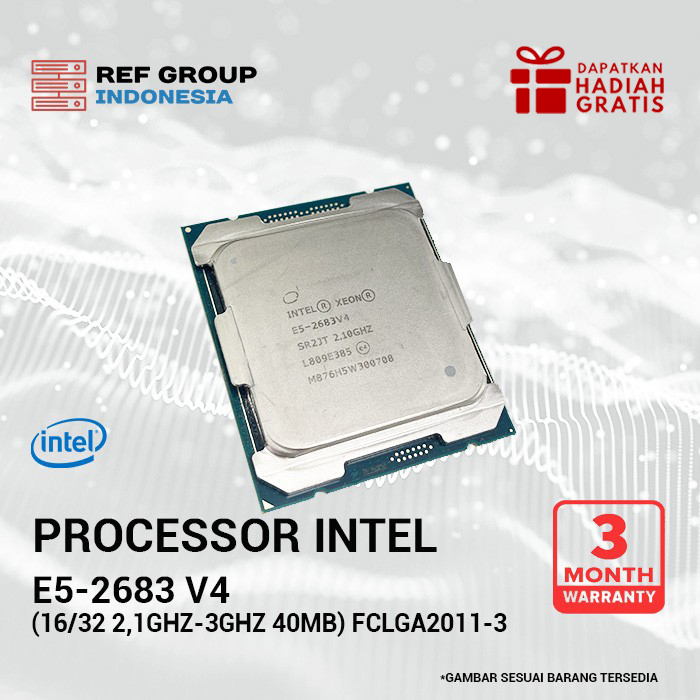 REF GROUP
INDONESIA
DAPATKAN
HADIAH
GRATIS
INTEL® XEON®
E5-2683V4
SR2JT 2.10GHZ
L809E385 e4
M876H5W300708
intel
PROCESSOR INTEL
E5-2683 V4
(16/32 2,1GHZ-3GHZ 40MB) FCLGA2011-3
3
MONTH
WARRANTY
*GAMBAR SESUAI BARANG TERSEDIA